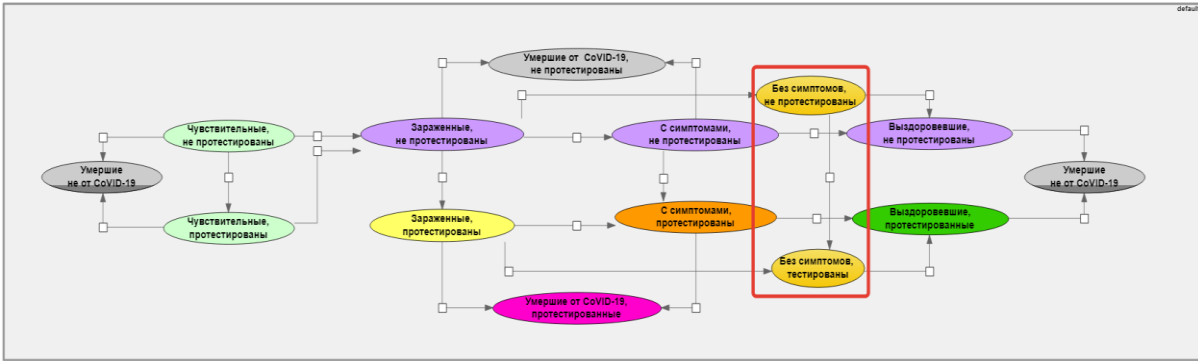 default
Умершие от CoVID-19,
не протестированы
Без симптомов,
не протестированы
Чувствительные,
не протестированы
Зараженные,
не протестированы
С симптомами,
не протестированы
Выздоровевшие,
не протестированы
Умершие
не от CoVID-19
Умершие
не от CoVID-19
Чувствительные,
протестированы
Зараженные,
протестированы
С симптомами,
протестированы
Выздоровевшие,
протестированные
Без симптомов,
тестированы
Умершие от CoVID-19,
протестированные